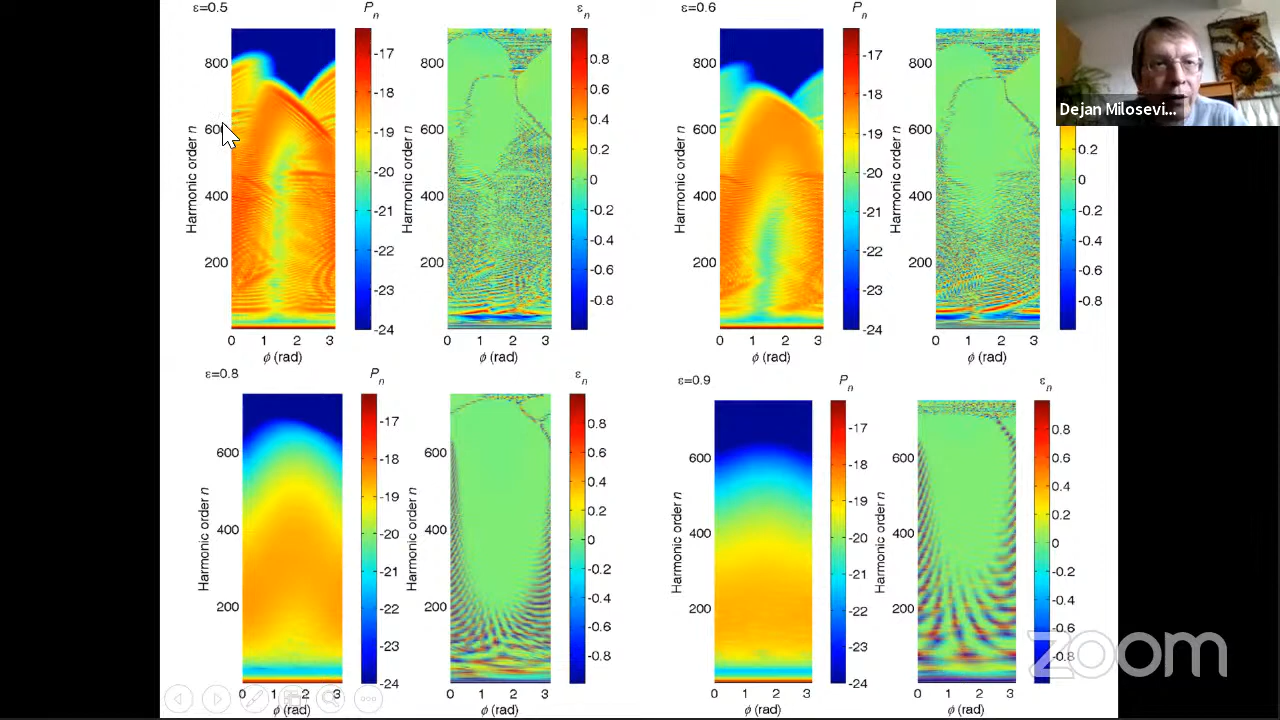 ε=0.5
P_n
ε_n
ε=0.6
P_n
ε_n
Dejan Milosevi...
800
600
400
200
Harmonic order n
0 1 2 3
ϕ (rad)
-17
-18
-19
-20
-21
-22
-23
-24
800
600
400
200
Harmonic order n
0 1 2 3
ϕ (rad)
0.8
0.6
0.4
0.2
0
-0.2
-0.4
-0.6
-0.8
800
600
400
200
Harmonic order n
0 1 2 3
ϕ (rad)
-17
-18
-19
-20
-21
-22
-23
-24
800
600
400
200
Harmonic order n
0 1 2 3
ϕ (rad)
0.2
0
-0.2
-0.4
-0.6
-0.8
ε=0.8
P_n
ε_n
ε=0.9
P_n
ε_n
600
400
200
Harmonic order n
0 1 2 3
ϕ (rad)
-17
-18
-19
-20
-21
-22
-23
-24
600
400
200
Harmonic order n
0 1 2 3
ϕ (rad)
0.8
0.6
0.4
0.2
0
-0.2
-0.4
-0.6
-0.8
600
400
200
Harmonic order n
0 1 2 3
ϕ (rad)
-17
-18
-19
-20
-21
-22
-23
-24
600
400
200
Harmonic order n
0 1 2 3
ϕ (rad)
0.8
0.6
0.4
0.2
0
-0.2
-0.4
-0.6
-0.8
zoom